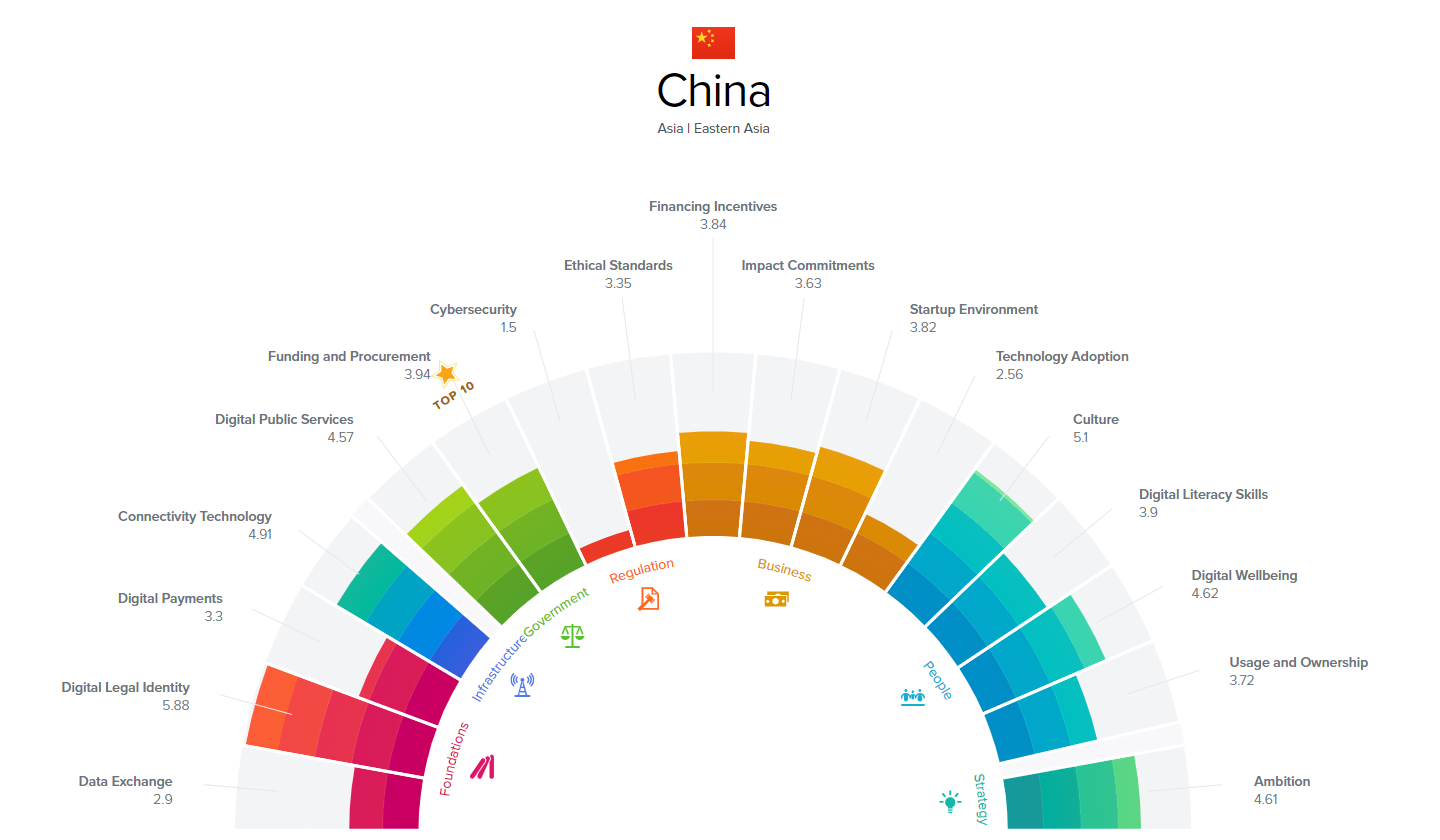 China
Asia | Eastern Asia
Financing Incentives
3.84
Ethical Standards
3.35
Impact Commitments
3.63
Cybersecurity
1.5
Startup Environment
3.82
Funding and Procurement
3.94
TOP 10
Technology Adoption
2.56
Digital Public Services
4.57
Culture
5.1
Connectivity Technology
4.91
Digital Literacy Skills
3.9
Digital Payments
3.3
Digital Wellbeing
4.62
Digital Legal Identity
5.88
Usage and Ownership
3.72
Data Exchange
2.9
Ambition
4.61
Foundations
Infrastructure
Government
Regulation
Business
People
Strategy